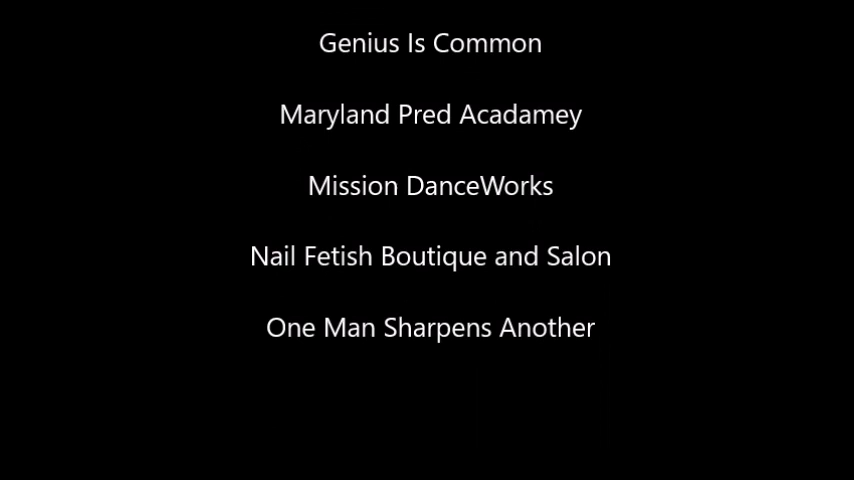 Genius Is Common
Maryland Pred Acadamey
Mission DanceWorks
Nail Fetish Boutique and Salon
One Man Sharpens Another